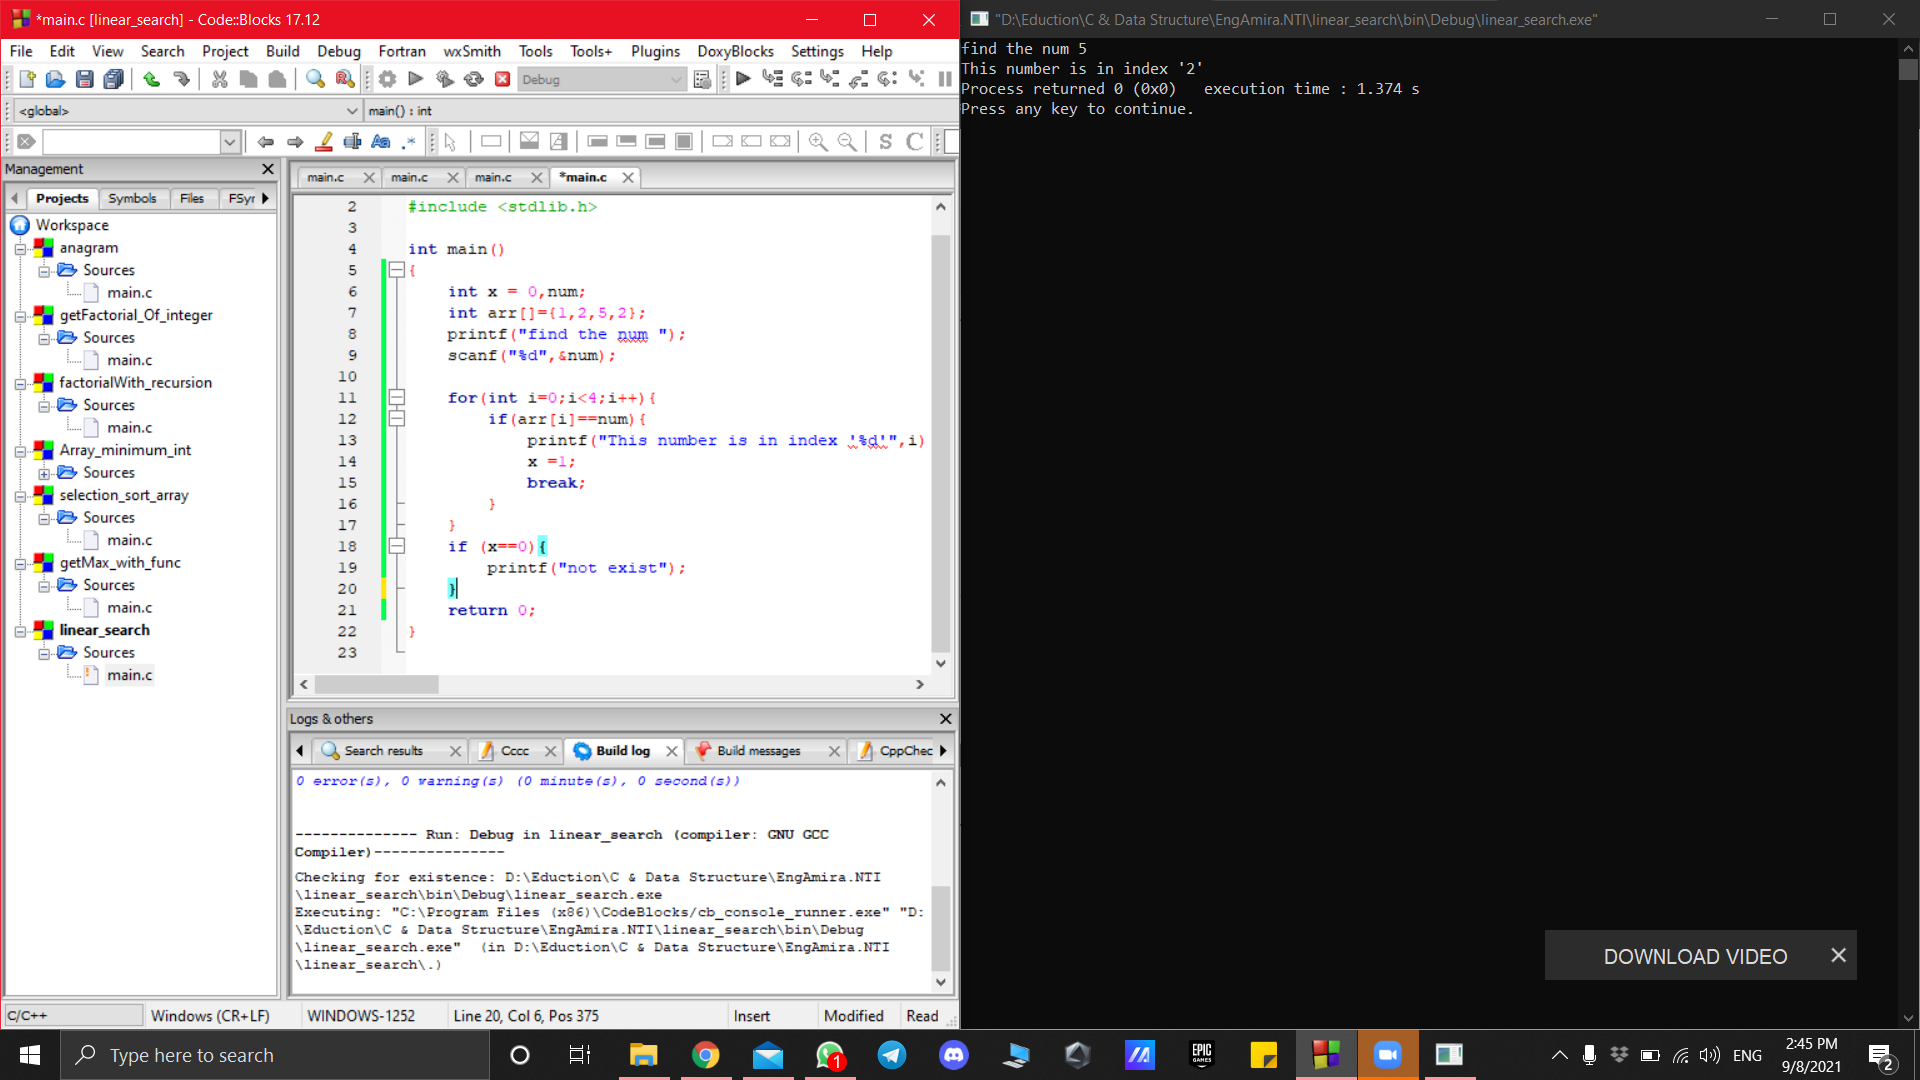 *main.c [linear_search] - Code::Blocks 17.12
File Edit View Search Project Build Debug Fortran wxSmith Tools Tools+ Plugins DoxyBlocks Settings Help
Debug
<global>
main() : int
Management
Projects Symbols Files FSyr
Workspace
anagram
Sources
main.c
getFactorial_Of_integer
Sources
main.c
factorialWith_recursion
Sources
main.c
Array_minimum_int
Sources
selection_sort_array
Sources
main.c
getMax_with_func
Sources
main.c
linear_search
Sources
main.c
main.c main.c main.c *main.c
2 #include <stdlib.h>
3
4 int main()
5 {
6 int x = 0,num;
7 int arr[]={1,2,5,2};
8 printf("find the num ");
9 scanf("%d",&num);
10
11 for(int i=0;i<4;i++){
12 if(arr[i]==num){
13 printf("This number is in index '%d'",i)
14 x =1;
15 break;
16 }
17 }
18 if (x==0){
19 printf("not exist");
20 }
21 return 0;
22 }
23
Logs & others
Search results Cccc Build log Build messages CppChec
0 error(s), 0 warning(s) (0 minute(s), 0 second(s))
-------------- Run: Debug in linear_search (compiler: GNU GCC
Compiler)---------------
Checking for existence: D:\Eduction\C & Data Structure\EngAmira.NTI
\linear_search\bin\Debug\linear_search.exe
Executing: "C:\Program Files (x86)\CodeBlocks/cb_console_runner.exe" "D:
\Eduction\C & Data Structure\EngAmira.NTI\linear_search\bin\Debug
\linear_search.exe"  (in D:\Eduction\C & Data Structure\EngAmira.NTI
\linear_search\.)
C/C++ Windows (CR+LF) WINDOWS-1252 Line 20, Col 6, Pos 375 Insert Modified Read
"D:\Eduction\C & Data Structure\EngAmira.NTI\linear_search\bin\Debug\linear_search.exe"
find the num 5
This number is in index '2'
Process returned 0 (0x0)   execution time : 1.374 s
Press any key to continue.
DOWNLOAD VIDEO
Type here to search
1
EPIC
GAMES
ENG
2:45 PM
9/8/2021
2